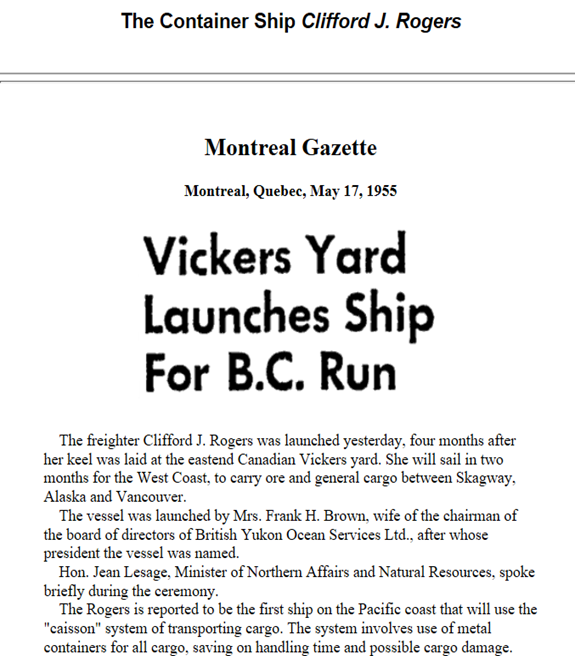 The Container Ship Clifford J. Rogers
Montreal Gazette
Montreal, Quebec, May 17, 1955
Vickers Yard
Launches Ship
For B.C. Run
The freighter Clifford J. Rogers was launched yesterday, four months after
her keel was laid at the eastend Canadian Vickers yard. She will sail in two
months for the West Coast, to carry ore and general cargo between Skagway,
Alaska and Vancouver.
The vessel was launched by Mrs. Frank H. Brown, wife of the chairman of
the board of directors of British Yukon Ocean Services Ltd., after whose
president the vessel was named.
Hon. Jean Lesage, Minister of Northern Affairs and Natural Resources, spoke
briefly during the ceremony.
The Rogers is reported to be the first ship on the Pacific coast that will use the
"caisson" system of transporting cargo. The system involves use of metal
containers for all cargo, saving on handling time and possible cargo damage.